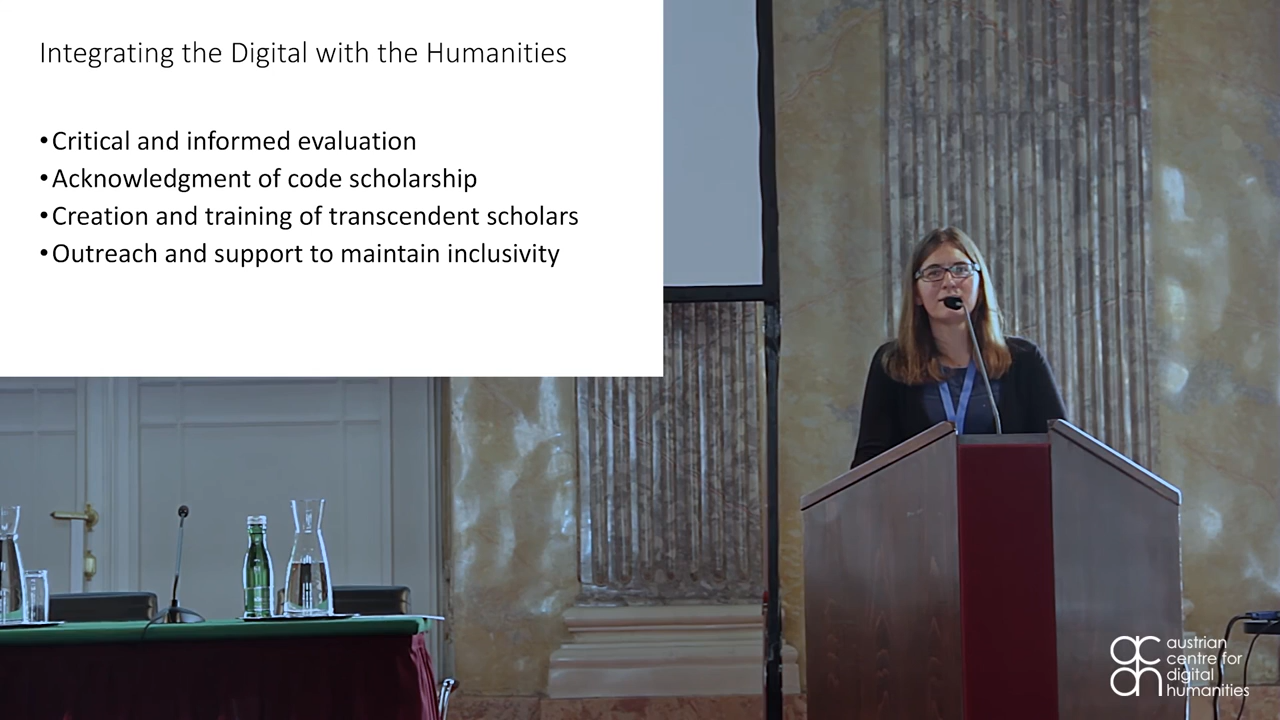 Integrating the Digital with the Humanities
•Critical and informed evaluation
•Acknowledgment of code scholarship
•Creation and training of transcendent scholars
•Outreach and support to maintain inclusivity
austrian
centre for
digital
humanities